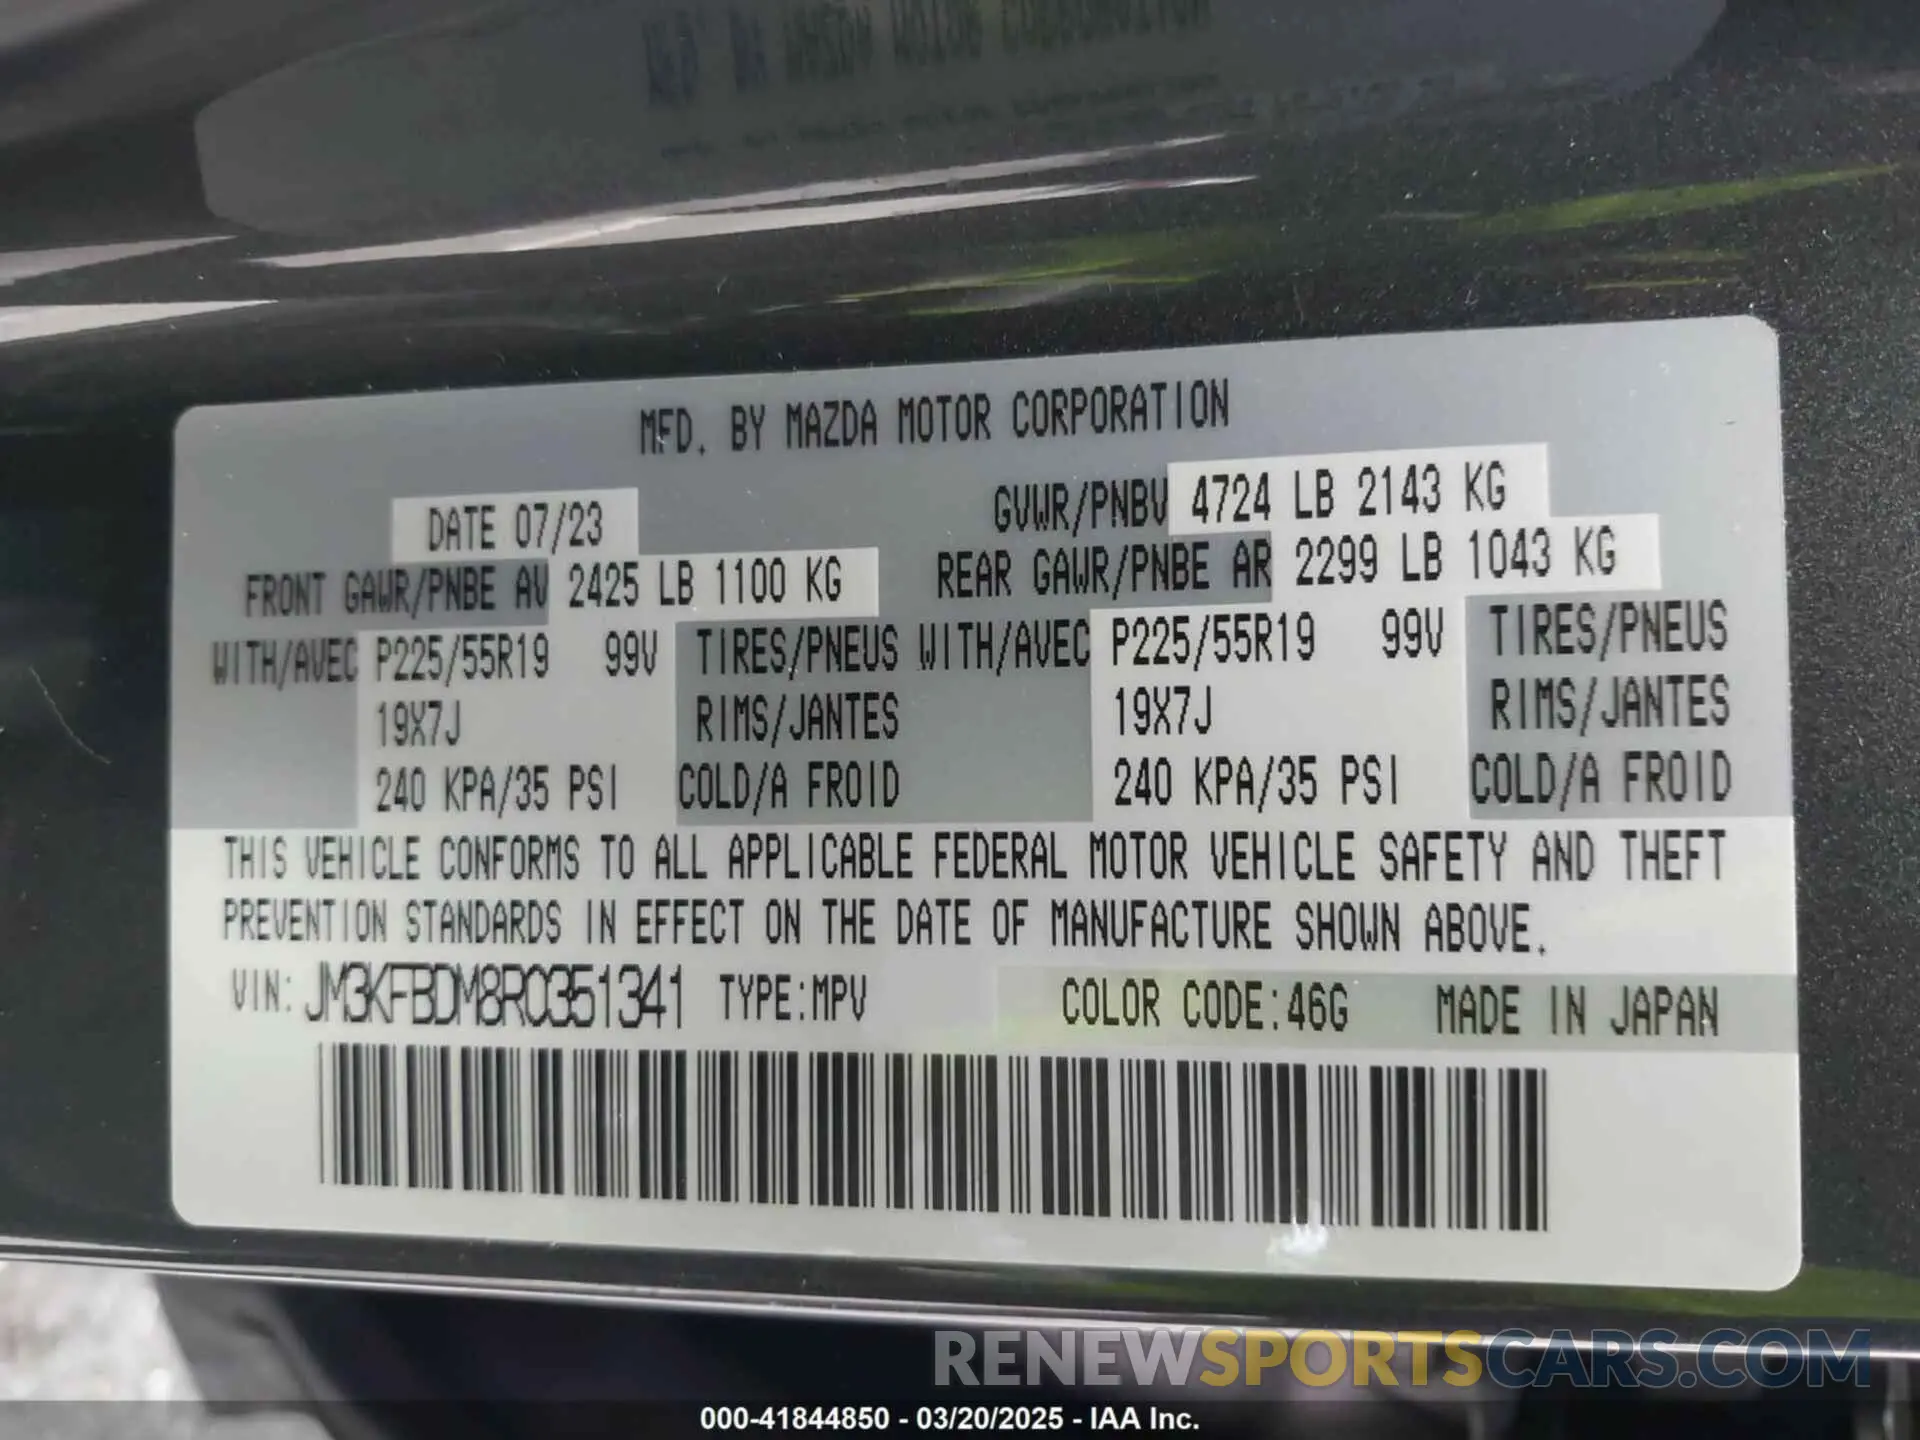 MFD. BY MAZDA MOTOR CORPORATION
DATE 07/23 GVWR/PNBV 4724 LB 2143 KG
FRONT GAWR/PNBE AV 2425 LB 1100 KG REAR GAWR/PNBE AR 2299 LB 1043 KG
WITH/AVEC P225/55R19 99V TIRES/PNEUS WITH/AVEC P225/55R19 99V TIRES/PNEUS
19X7J RIMS/JANTES 19X7J RIMS/JANTES
240 KPA/35 PSI COLD/A FROID 240 KPA/35 PSI COLD/A FROID
THIS VEHICLE CONFORMS TO ALL APPLICABLE FEDERAL MOTOR VEHICLE SAFETY AND THEFT
PREVENTION STANDARDS IN EFFECT ON THE DATE OF MANUFACTURE SHOWN ABOVE.
VIN: JM3KFBDM8R0351341 TYPE:MPV COLOR CODE:46G MADE IN JAPAN
RENEWSPORTSCARS.COM
000-41844850 - 03/20/2025 - IAA Inc.